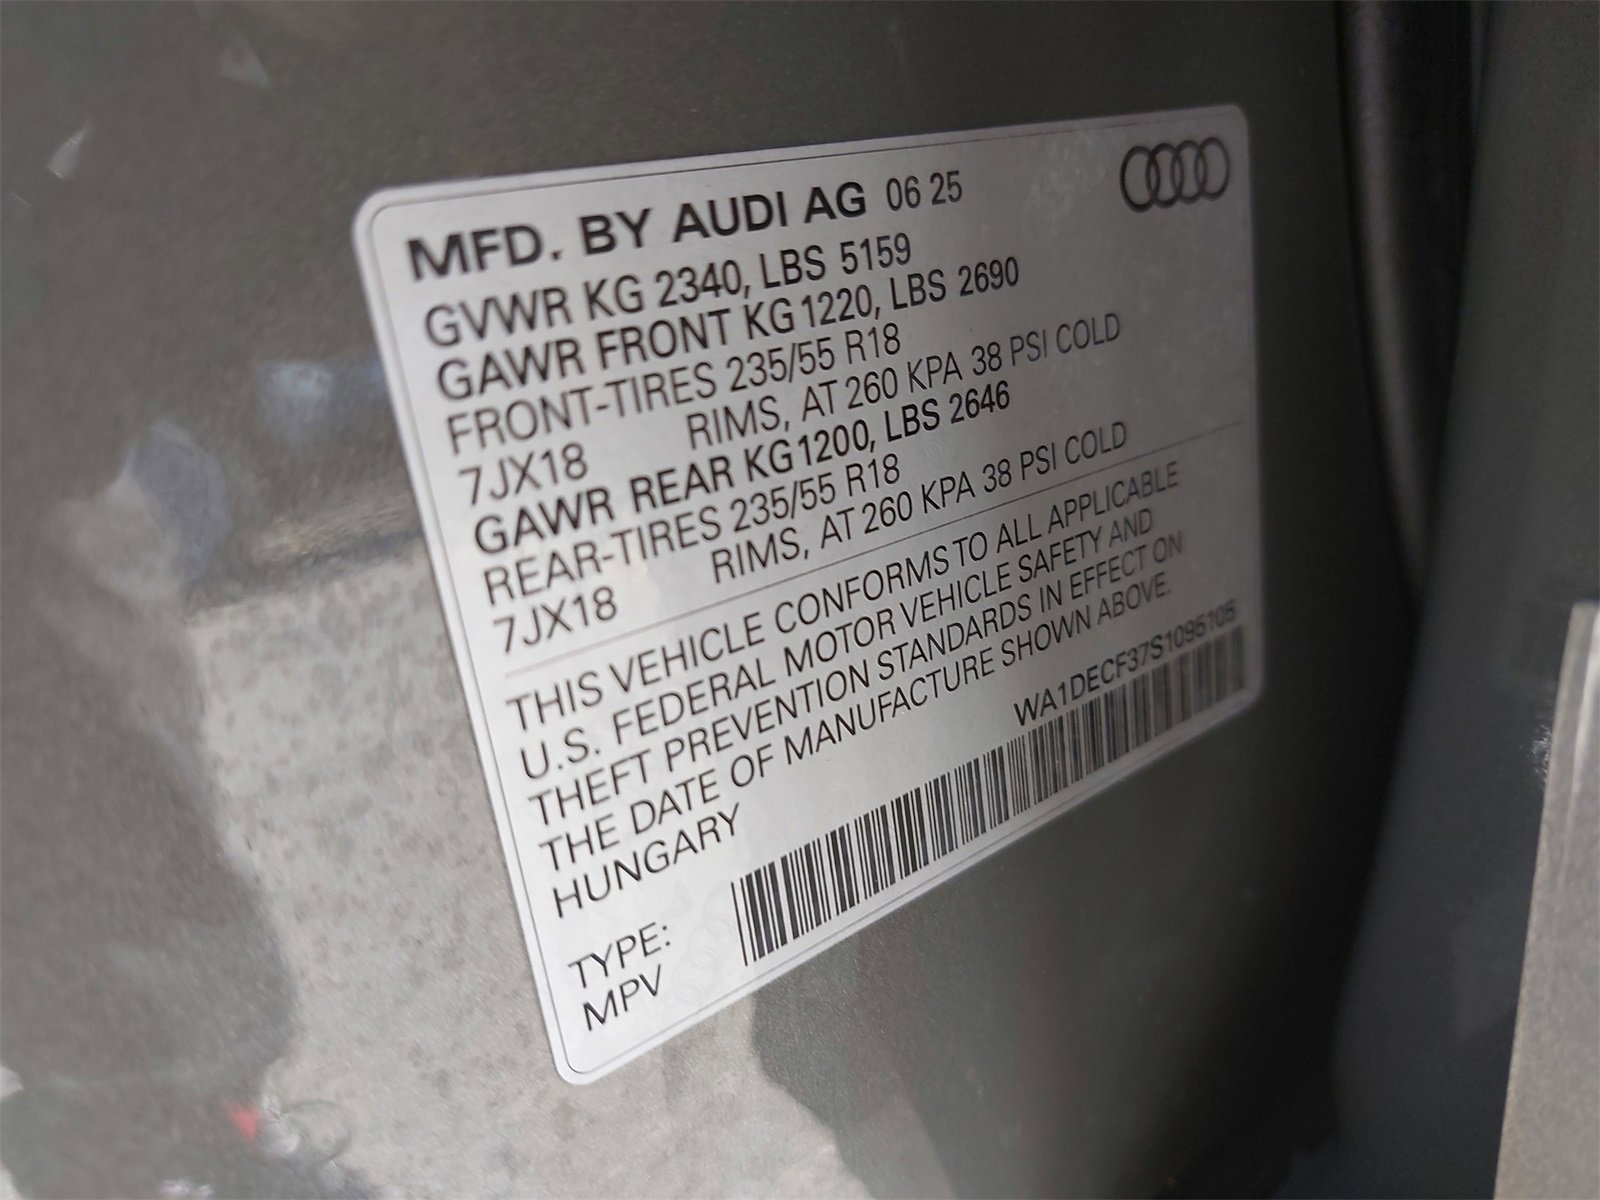 MFD. BY AUDI AG 06 25
GVWR KG 2340, LBS 5159
GAWR FRONT KG 1220, LBS 2690
FRONT-TIRES 235/55 R18
7JX18 RIMS, AT 260 KPA 38 PSI COLD
GAWR REAR KG 1200, LBS 2646
REAR-TIRES 235/55 R18
7JX18 RIMS, AT 260 KPA 38 PSI COLD
THIS VEHICLE CONFORMS TO ALL APPLICABLE
U.S. FEDERAL MOTOR VEHICLE SAFETY AND
THEFT PREVENTION STANDARDS IN EFFECT ON
THE DATE OF MANUFACTURE SHOWN ABOVE.
HUNGARY
WA1DECF37S1095105
TYPE:
MPV